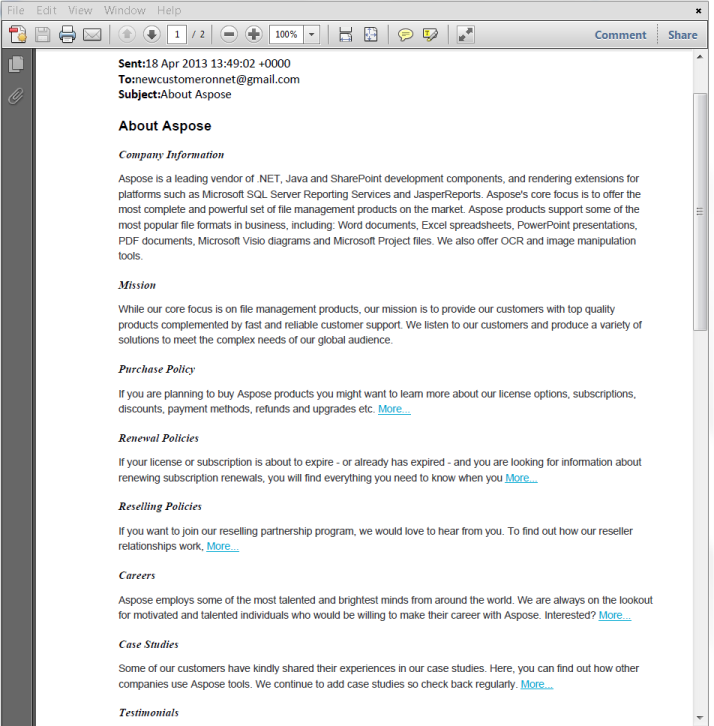 File Edit View Window Help
1 / 2 100% Comment Share
Sent:18 Apr 2013 13:49:02 +0000
To:newcustomeronnet@gmail.com
Subject:About Aspose
About Aspose
Company Information
Aspose is a leading vendor of .NET, Java and SharePoint development components, and rendering extensions for
platforms such as Microsoft SQL Server Reporting Services and JasperReports. Aspose's core focus is to offer the
most complete and powerful set of file management products on the market. Aspose products support some of the
most popular file formats in business, including: Word documents, Excel spreadsheets, PowerPoint presentations,
PDF documents, Microsoft Visio diagrams and Microsoft Project files. We also offer OCR and image manipulation
tools.
Mission
While our core focus is on file management products, our mission is to provide our customers with top quality
products complemented by fast and reliable customer support. We listen to our customers and produce a variety of
solutions to meet the complex needs of our global audience.
Purchase Policy
If you are planning to buy Aspose products you might want to learn more about our license options, subscriptions,
discounts, payment methods, refunds and upgrades etc. More...
Renewal Policies
If your license or subscription is about to expire - or already has expired - and you are looking for information about
renewing subscription renewals, you will find everything you need to know when you More...
Reselling Policies
If you want to join our reselling partnership program, we would love to hear from you. To find out how our reseller
relationships work, More...
Careers
Aspose employs some of the most talented and brightest minds from around the world. We are always on the lookout
for motivated and talented individuals who would be willing to make their career with Aspose. Interested? More...
Case Studies
Some of our customers have kindly shared their experiences in our case studies. Here, you can find out how other
companies use Aspose tools. We continue to add case studies so check back regularly. More...
Testimonials